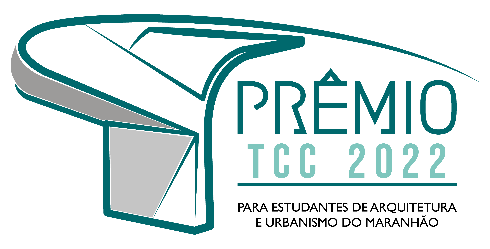 PRÊMIO
TCC 2022
PARA ESTUDANTES DE ARQUITETURA
E URBANISMO DO MARANHÃO